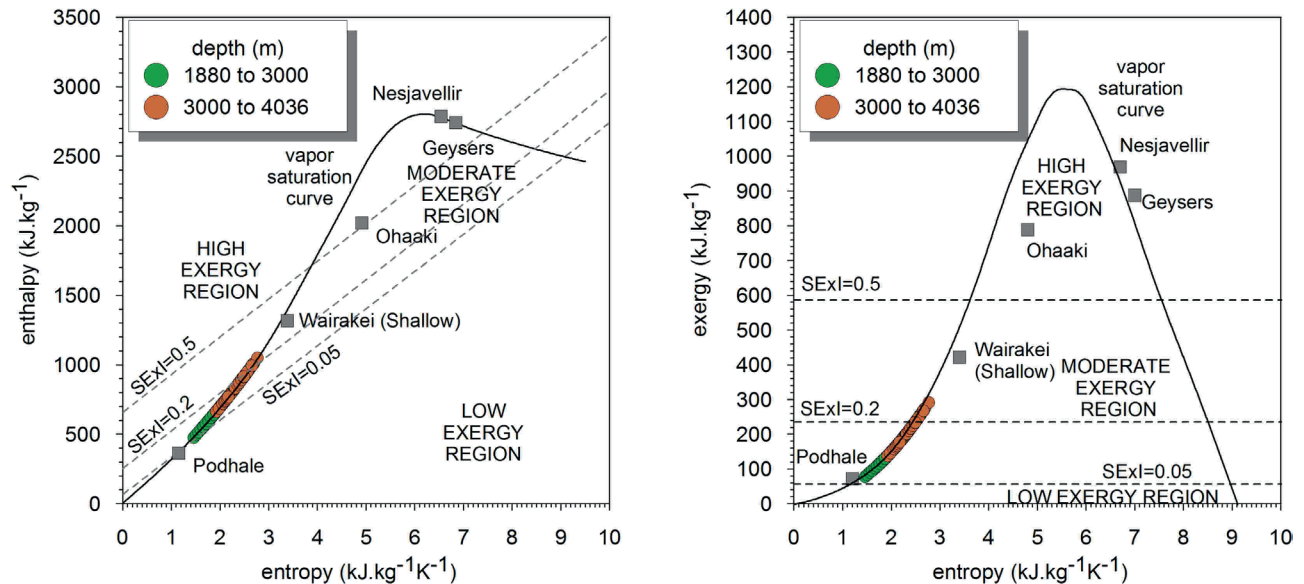 3500
3000
2500
2000
1500
1000
500
0
enthalpy (kJ.kg⁻¹)
depth (m)
1880 to 3000
3000 to 4036
Nesjavellir
Geysers
vapor
saturation
curve
MODERATE
EXERGY
REGION
Ohaaki
HIGH
EXERGY
REGION
Wairakei (Shallow)
SExI=0.5
SExI=0.2
SExI=0.05
LOW
EXERGY
REGION
Podhale
0 1 2 3 4 5 6 7 8 9 10
entropy (kJ.kg⁻¹K⁻¹)
1400
1300
1200
1100
1000
900
800
700
600
500
400
300
200
100
0
exergy (kJ.kg⁻¹)
depth (m)
1880 to 3000
3000 to 4036
vapor
saturation
curve
Nesjavellir
HIGH
EXERGY
REGION
Geysers
Ohaaki
SExI=0.5
Wairakei
(Shallow)
MODERATE
EXERGY
REGION
SExI=0.2
Podhale
SExI=0.05
LOW EXERGY REGION
0 1 2 3 4 5 6 7 8 9 10
entropy (kJ.kg⁻¹K⁻¹)